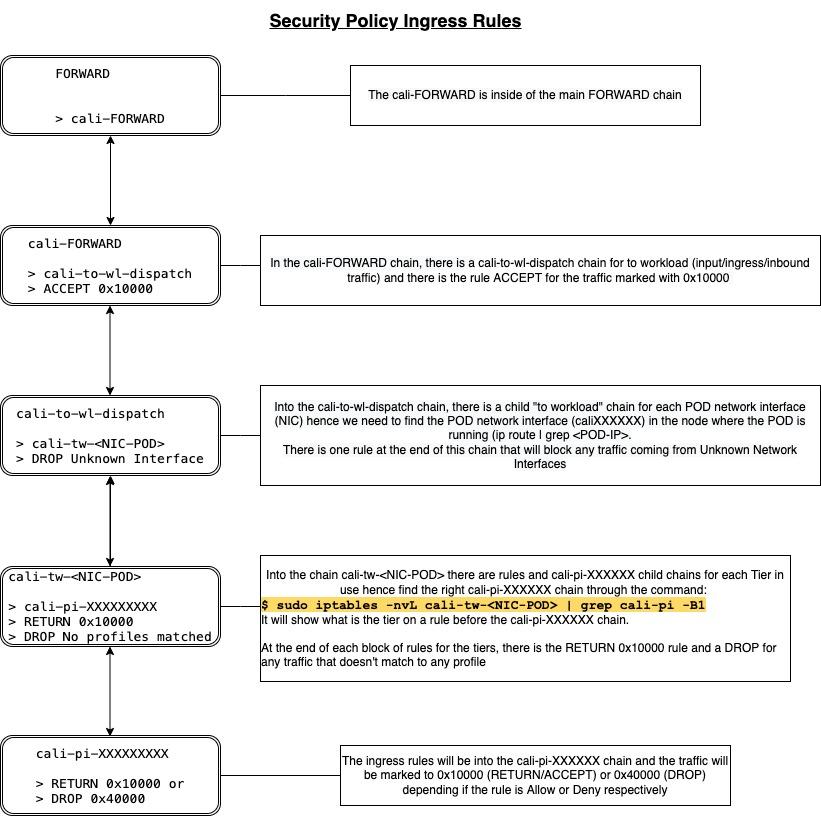 Security Policy Ingress Rules
FORWARD
> cali-FORWARD
The cali-FORWARD is inside of the main FORWARD chain
cali-FORWARD
> cali-to-wl-dispatch
> ACCEPT 0x10000
In the cali-FORWARD chain, there is a cali-to-wl-dispatch chain for to workload (input/ingress/inbound
traffic) and there is the rule ACCEPT for the traffic marked with 0x10000
cali-to-wl-dispatch
> cali-tw-<NIC-POD>
> DROP Unknown Interface
Into the cali-to-wl-dispatch chain, there is a child "to workload" chain for each POD network interface
(NIC) hence we need to find the POD network interface (caliXXXXXX) in the node where the POD is
running (ip route | grep <POD-IP>.
There is one rule at the end of this chain that will block any traffic coming from Unknown Network
Interfaces
cali-tw-<NIC-POD>
> cali-pi-XXXXXXXXX
> RETURN 0x10000
> DROP No profiles matched
Into the chain cali-tw-<NIC-POD> there are rules and cali-pi-XXXXXX child chains for each Tier in
use hence find the right cali-pi-XXXXXX chain through the command:
$ sudo iptables -nvL cali-tw-<NIC-POD> | grep cali-pi -B1
It will show what is the tier on a rule before the cali-pi-XXXXXX chain.
At the end of each block of rules for the tiers, there is the RETURN 0x10000 rule and a DROP for
any traffic that doesn't match to any profile
cali-pi-XXXXXXXXX
> RETURN 0x10000 or
> DROP 0x40000
The ingress rules will be into the cali-pi-XXXXXX chain and the traffic will
be marked to 0x10000 (RETURN/ACCEPT) or 0x40000 (DROP)
depending if the rule is Allow or Deny respectively